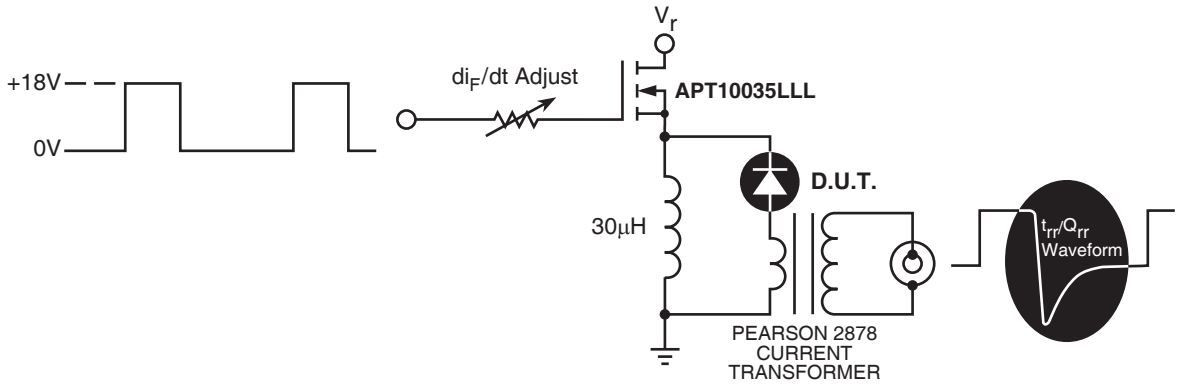 V_r
+18V
0V
di_F/dt Adjust
APT10035LLL
D.U.T.
30μH
t_rr/Q_rr
Waveform
PEARSON 2878
CURRENT
TRANSFORMER